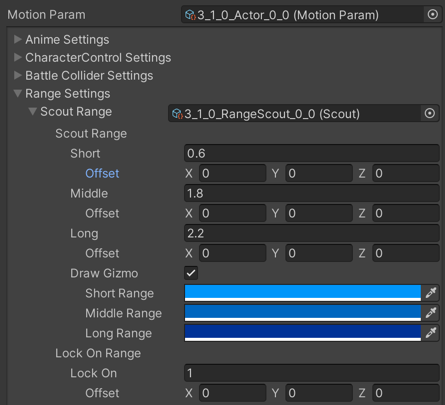 Motion Param 3_1_0_Actor_0_0 (Motion Param)
Anime Settings
CharacterControl Settings
Battle Collider Settings
Range Settings
Scout Range 3_1_0_RangeScout_0_0 (Scout)
Scout Range
Short 0.6
Offset X 0 Y 0 Z 0
Middle 1.8
Offset X 0 Y 0 Z 0
Long 2.2
Offset X 0 Y 0 Z 0
Draw Gizmo
Short Range
Middle Range
Long Range
Lock On Range
Lock On 1
Offset X 0 Y 0 Z 0